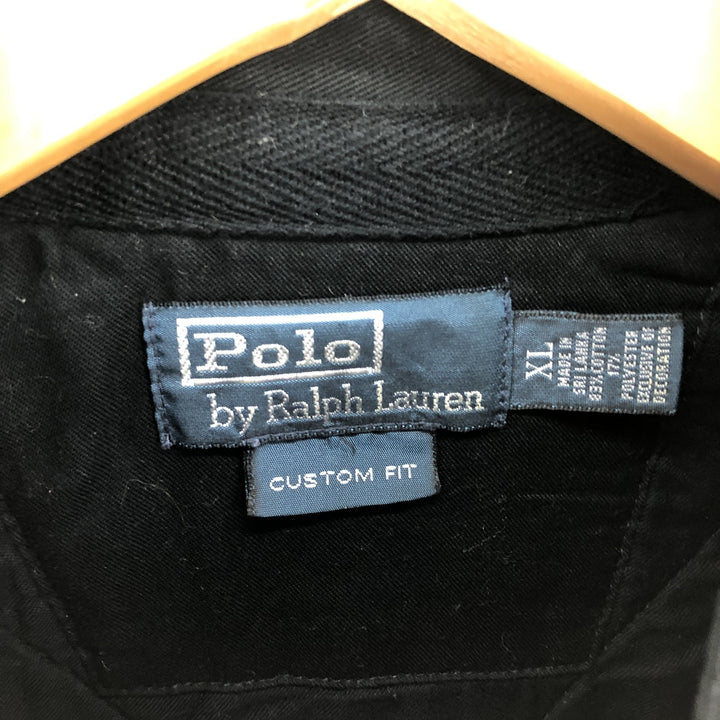 Polo
by Ralph Lauren
CUSTOM FIT
XL
MADE IN
SRI LANKA
83% COTTON
17%
POLYESTER
EXCLUSIVE OF
DECORATION